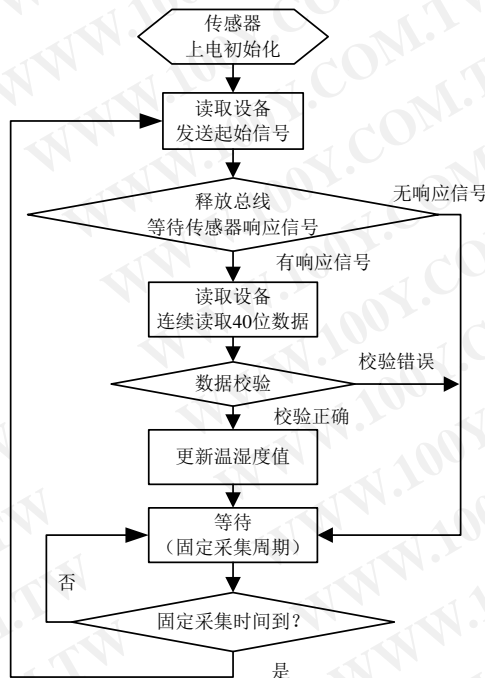 传感器
上电初始化
读取设备
发送起始信号
释放总线
等待传感器响应信号
无响应信号
有响应信号
读取设备
连续读取40位数据
数据校验
校验错误
校验正确
更新温湿度值
等待
（固定采集周期）
否
固定采集时间到？
是
WWW.100Y.COM.TW